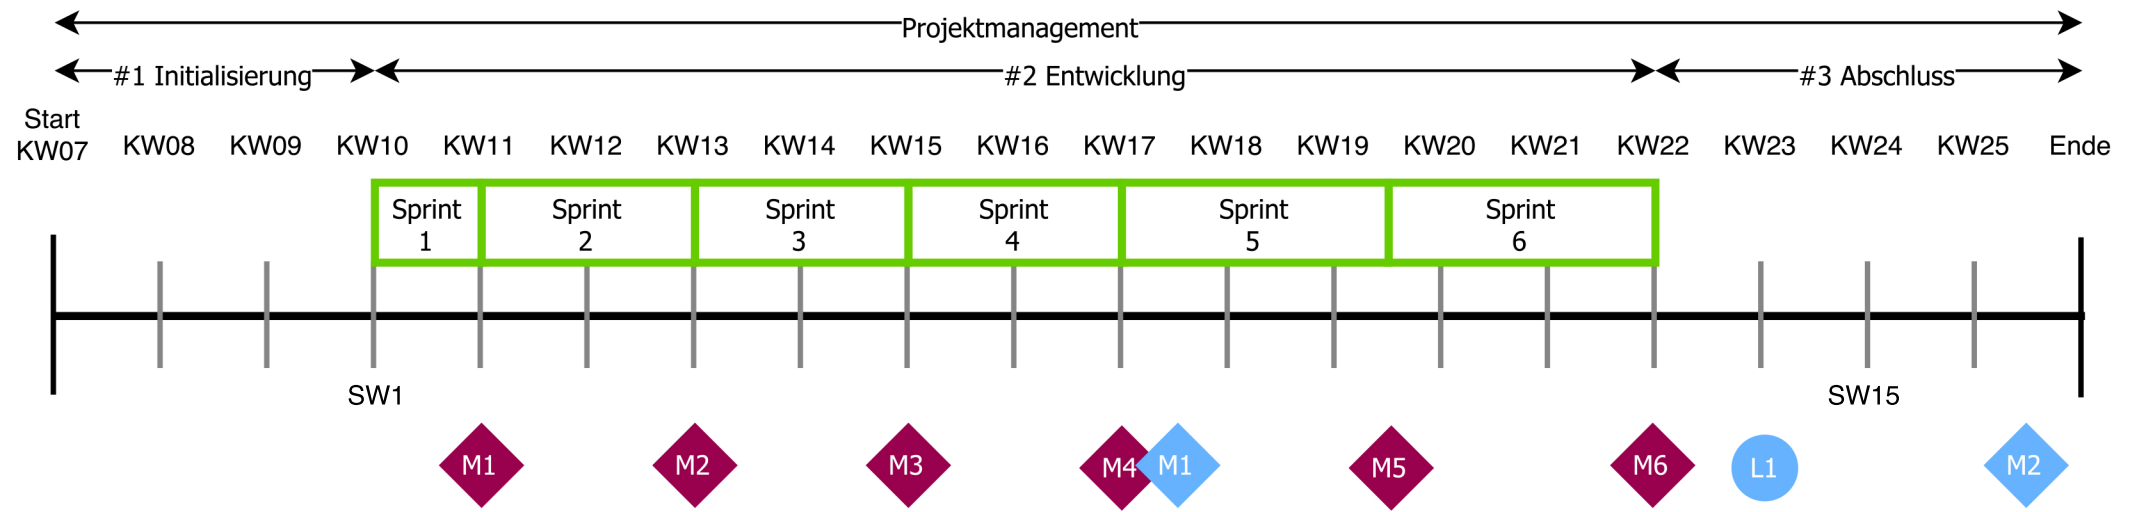 Projektmanagement
#1 Initialisierung #2 Entwicklung #3 Abschluss
Start
KW07 KW08 KW09 KW10 KW11 KW12 KW13 KW14 KW15 KW16 KW17 KW18 KW19 KW20 KW21 KW22 KW23 KW24 KW25 Ende
Sprint Sprint Sprint Sprint Sprint Sprint
1 2 3 4 5 6
SW1 SW15
M1 M2 M3 M4 M1 M5 M6 L1 M2